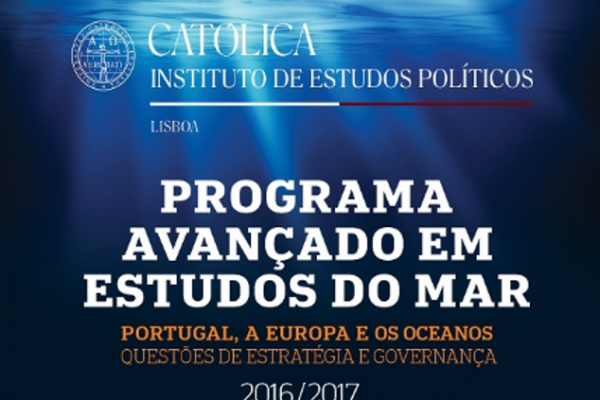 CATÓLICA
INSTITUTO DE ESTUDOS POLÍTICOS
LISBOA
PROGRAMA
AVANÇADO EM
ESTUDOS DO MAR
PORTUGAL, A EUROPA E OS OCEANOS
QUESTÕES DE ESTRATÉGIA E GOVERNANÇA
2016/2017